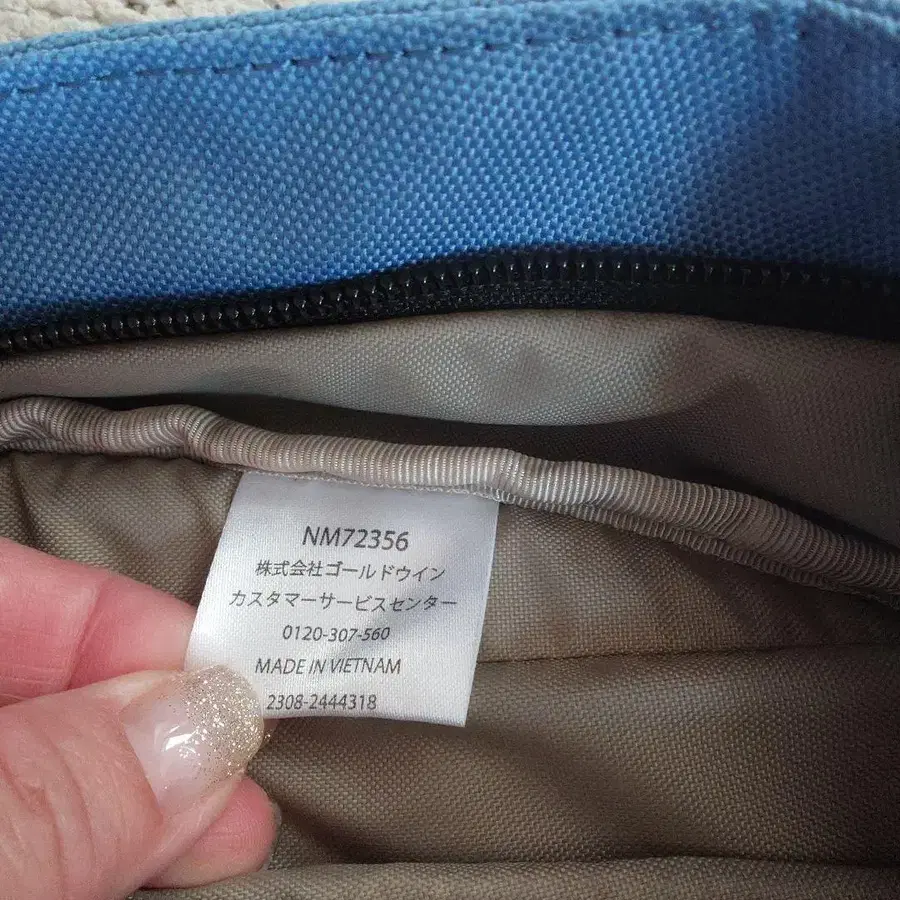 NM72356
株式会社ゴールドウイン
カスタマーサービスセンター
0120-307-560
MADE IN VIETNAM
2308-2444318